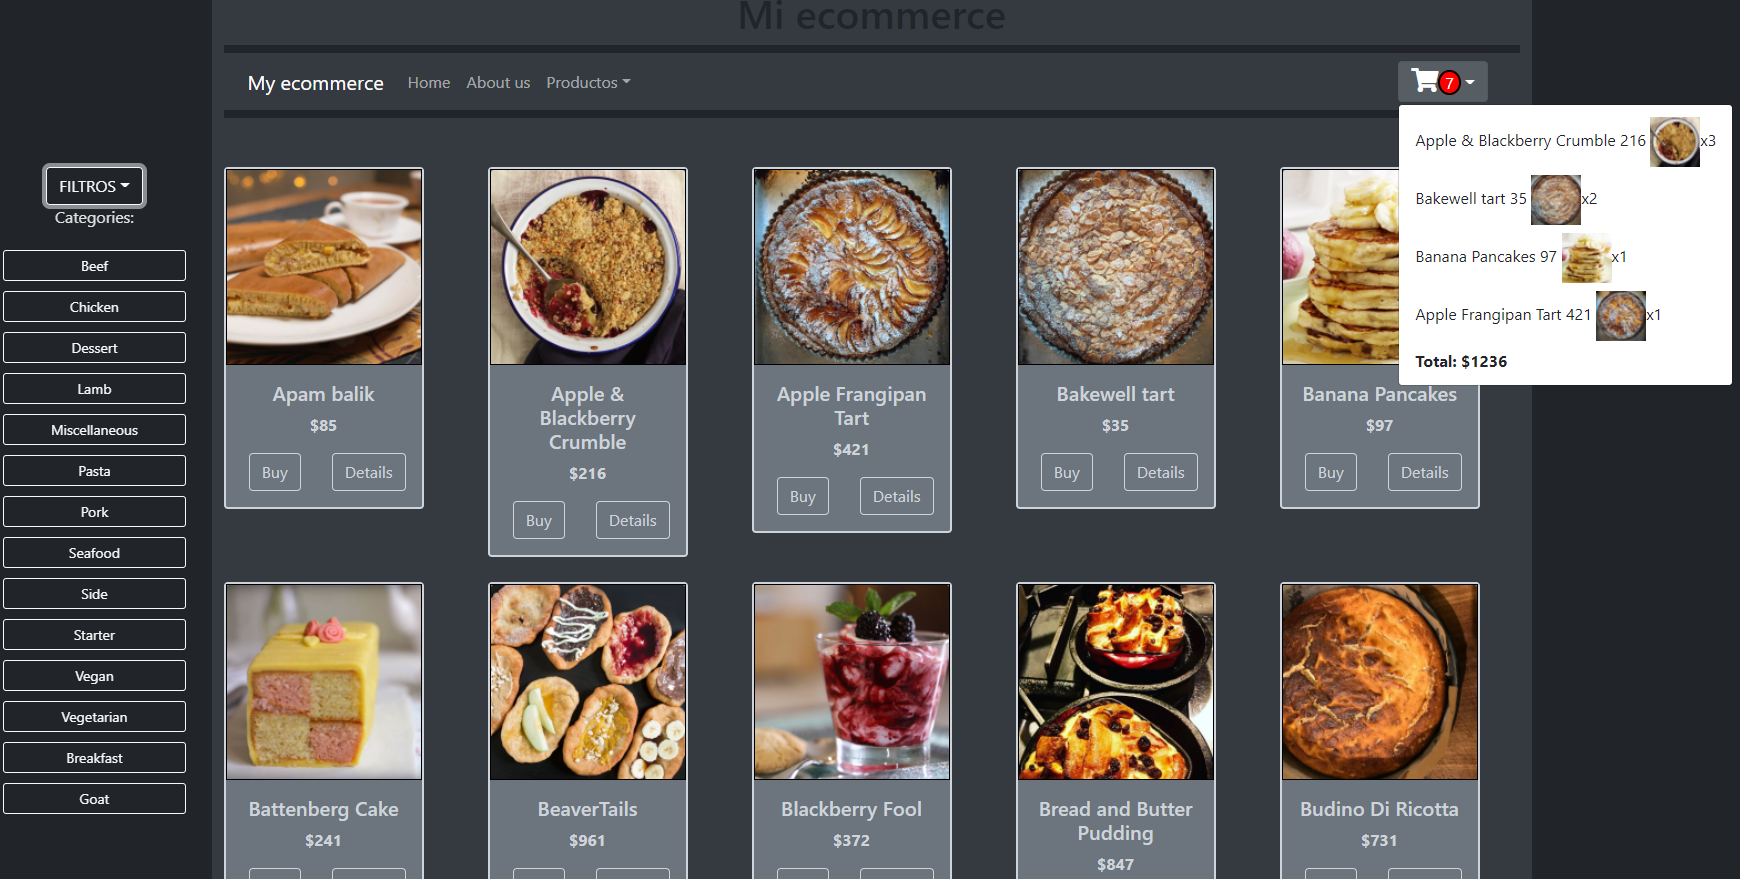 Mi ecommerce
My ecommerce Home About us Productos 7
Apple & Blackberry Crumble 216 x3
Bakewell tart 35 x2
Banana Pancakes 97 x1
Apple Frangipan Tart 421 x1
Total: $1236
FILTROS
Categories:
Beef
Chicken
Dessert
Lamb
Miscellaneous
Pasta
Pork
Seafood
Side
Starter
Vegan
Vegetarian
Breakfast
Goat
Apam balik
$85
Buy Details
Apple &
Blackberry
Crumble
$216
Buy Details
Apple Frangipan
Tart
$421
Buy Details
Bakewell tart
$35
Buy Details
Banana Pancakes
$97
Buy Details
Battenberg Cake
$241
BeaverTails
$961
Blackberry Fool
$372
Bread and Butter
Pudding
$847
Budino Di Ricotta
$731